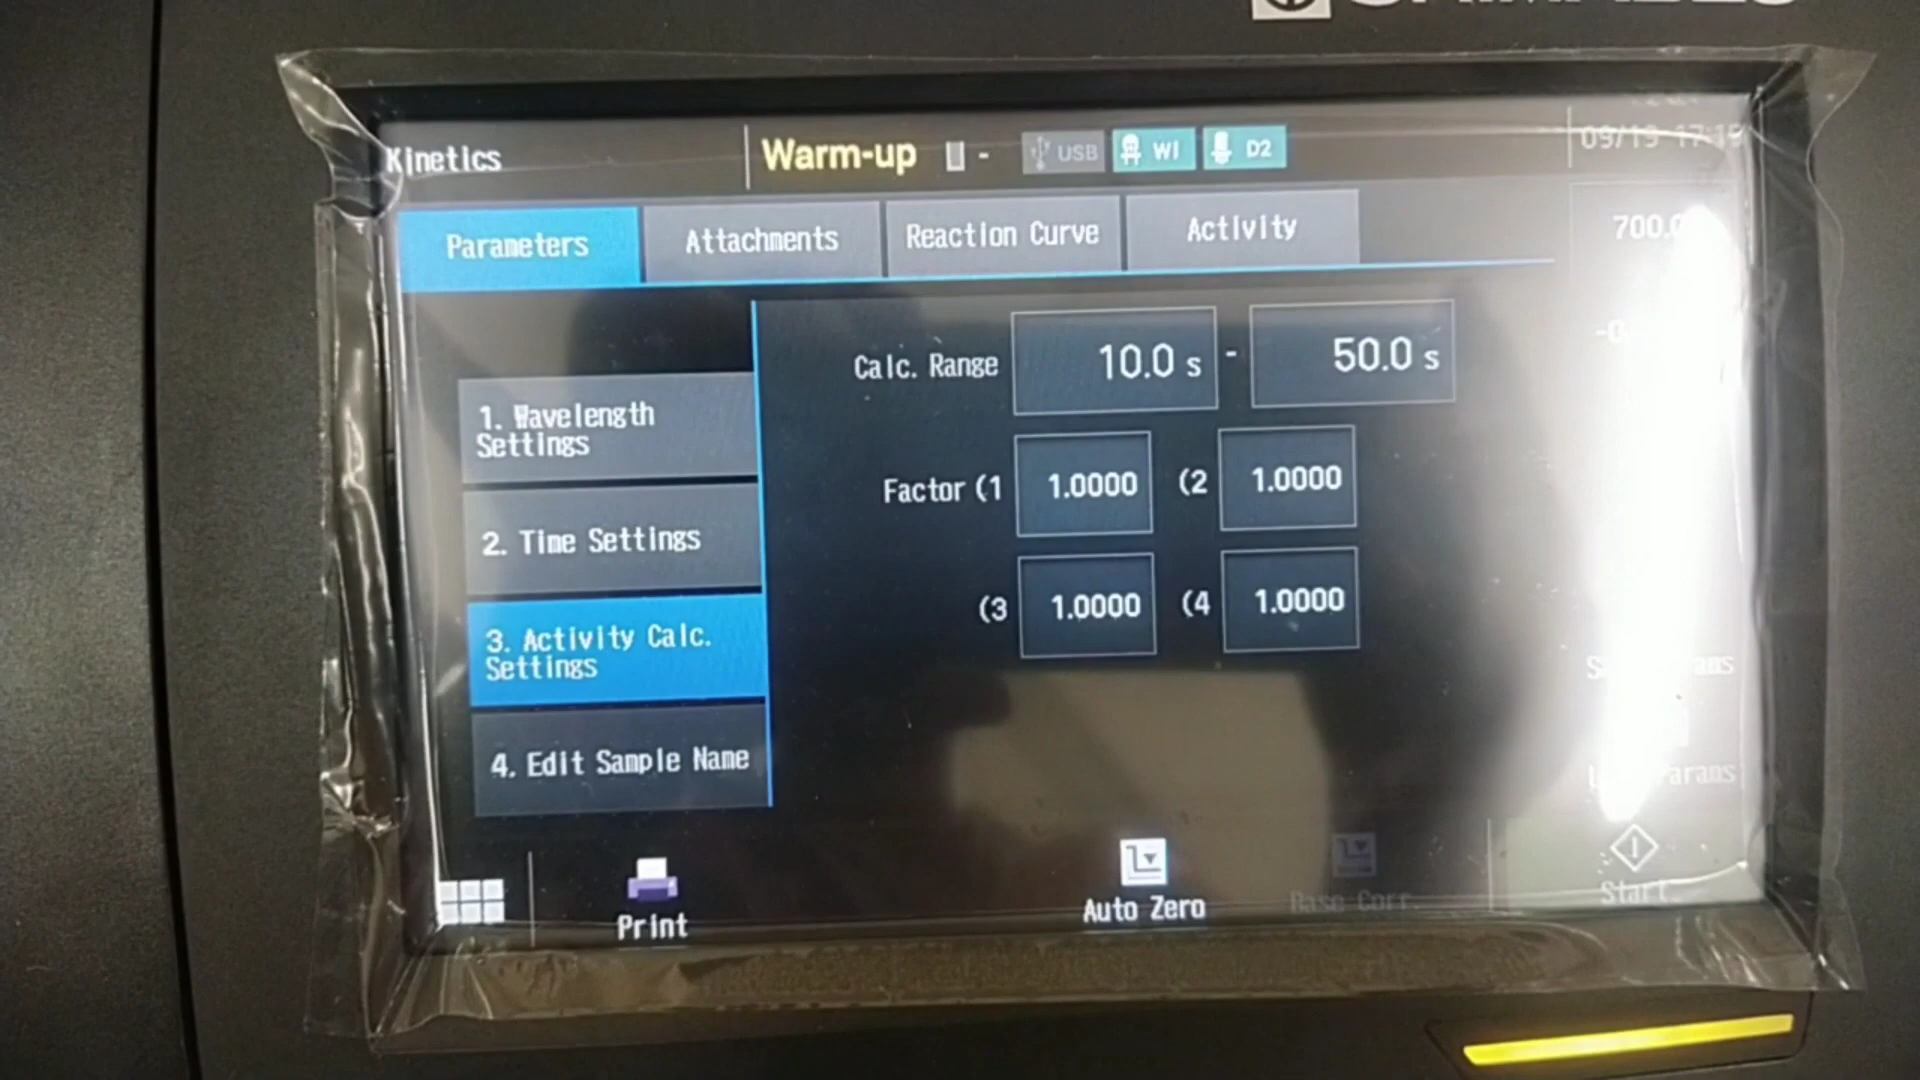 Kinetics
Warm-up
-
USB
WI
D2
09/19 17:19
Parameters
Attachments
Reaction Curve
Activity
700.0
1. Wavelength
Settings
2. Time Settings
3. Activity Calc.
Settings
4. Edit Sample Name
Calc. Range
10.0 s - 50.0 s
Factor (1 1.0000 (2 1.0000
(3 1.0000 (4 1.0000
Print
Auto Zero
Base Corr.
Start